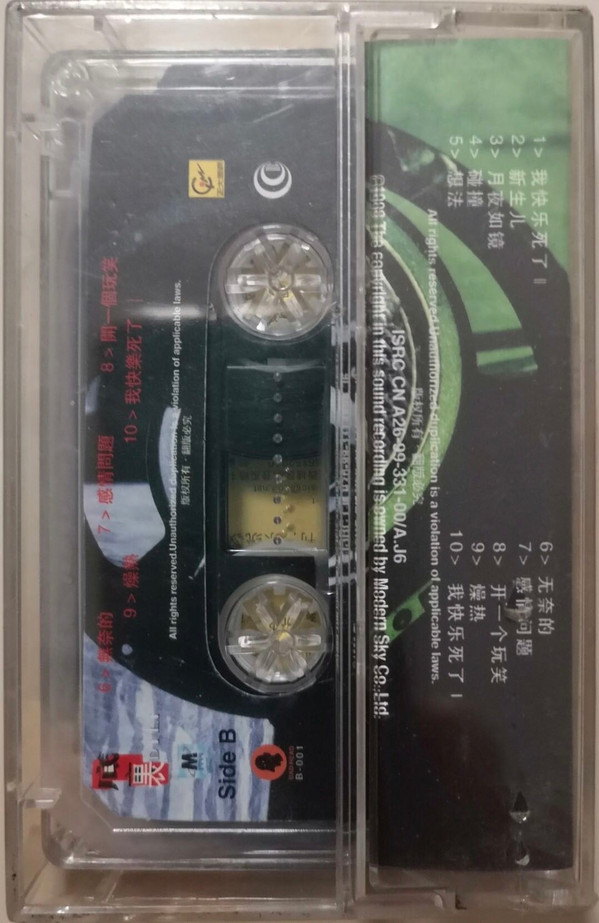 1> 我快乐死了 II
2> 新生儿
3> 月夜如镜
4> 碰撞
5> 想法
6> 无奈的
7> 感情问题
8> 开一个玩笑
9> 燥热
10> 我快乐死了 I
All rights reserved.Unauthorized duplication is a violation of applicable laws.
版权所有·翻版必究
ISRC CN A26-99-331-00/A.J6
The copyright in this sound recording is owned by Modern Sky Co.,Ltd.
B-001
Side B
M
底里
All rights reserved.Unauthorized duplication is a violation of applicable laws.
版权所有·翻版必究
6> 無奈的
7> 感情問題
8> 開一個玩笑
9> 燥熱
10> 我快樂死了 I